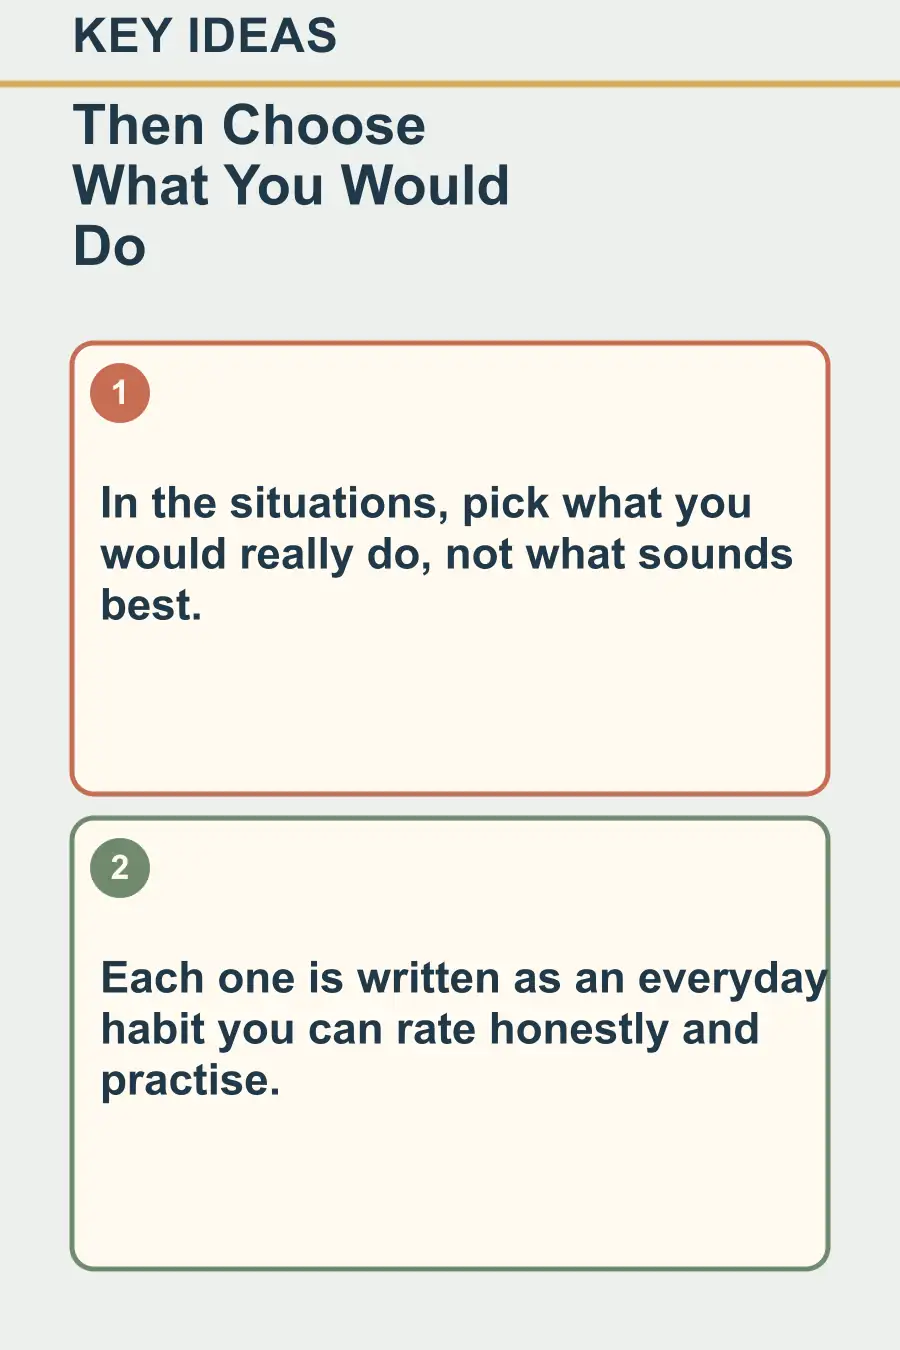 KEY IDEAS
Then Choose
What You Would
Do
1
In the situations, pick what you
would really do, not what sounds
best.
2
Each one is written as an everyday
habit you can rate honestly and
practise.